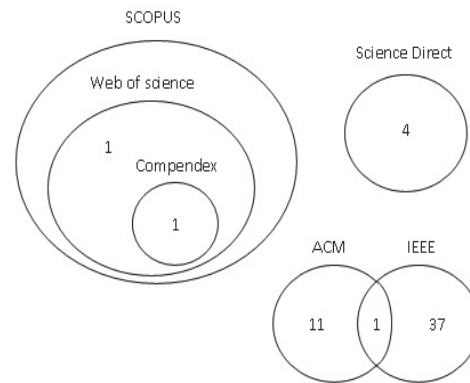 SCOPUS
Web of science
1
Compendex
1
Science Direct
4
ACM IEEE
11 1 37